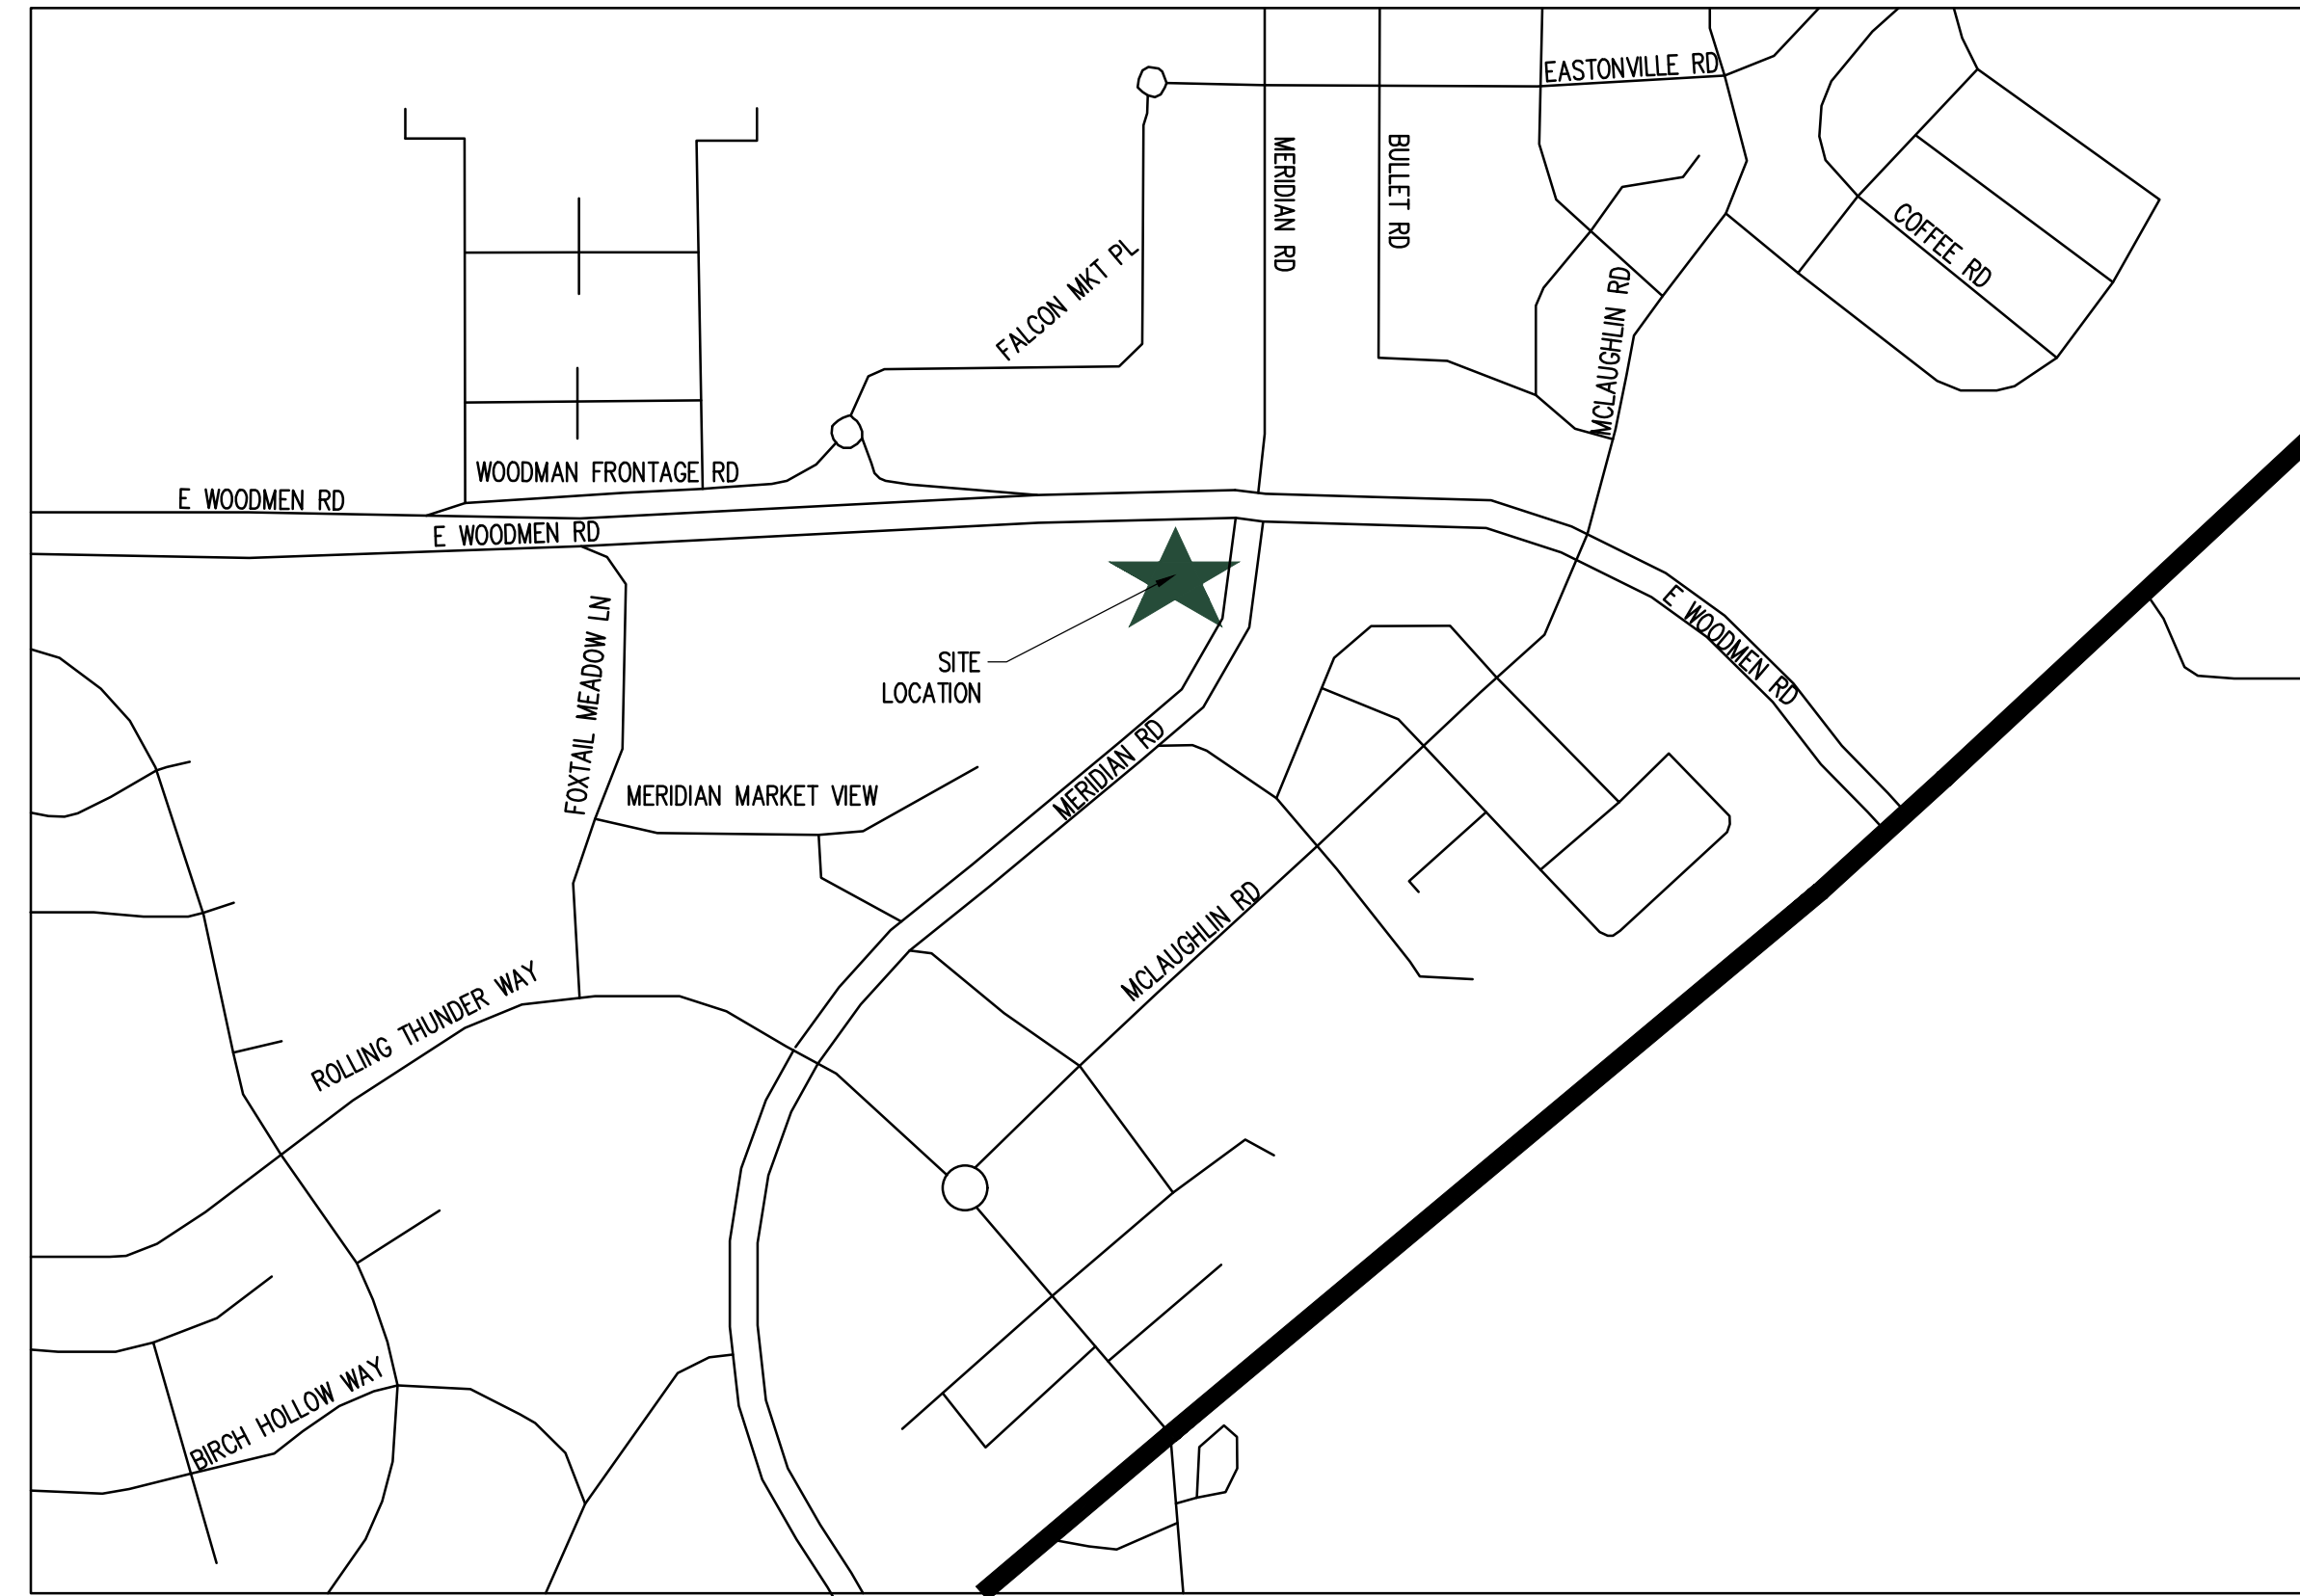 EASTONVILLE RD
MERIDIAN RD
BULLET RD
COFFEE RD
FALCON MKT PL
MCLAUGHLIN RD
WOODMAN FRONTAGE RD
E WOODMEN RD
E WOODMEN RD
E WOODMEN RD
SITE
LOCATION
FOXTAIL MEADOW LN
MERIDIAN RD
MERIDIAN MARKET VIEW
MCLAUGHLIN RD
ROLLING THUNDER WAY
BIRCH HOLLOW WAY